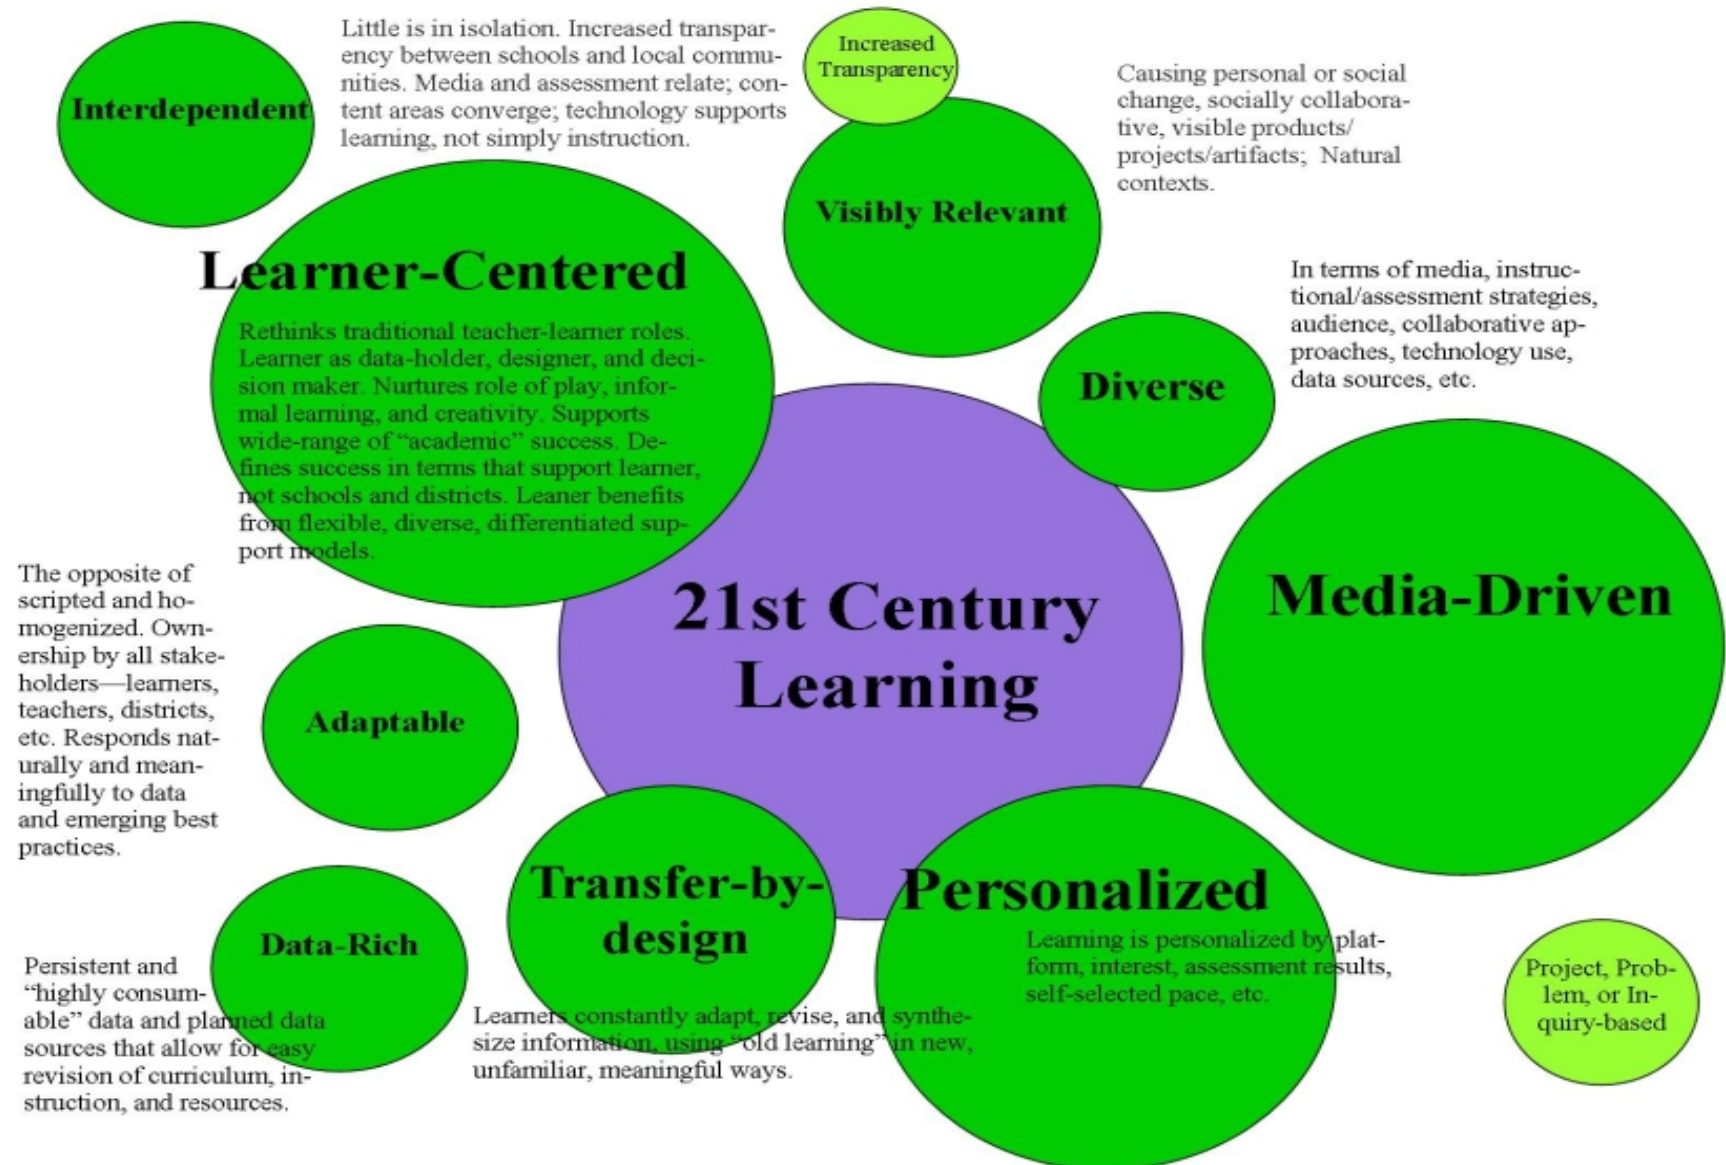 Interdependent
Little is in isolation. Increased transpar-
ency between schools and local commu-
nities. Media and assessment relate; con-
tent areas converge; technology supports
learning, not simply instruction.
Increased
Transparency
Visibly Relevant
Causing personal or social
change, socially collabora-
tive, visible products/
projects/artifacts;  Natural
contexts.
Learner-Centered
Rethinks traditional teacher-learner roles.
Learner as data-holder, designer, and deci-
sion maker. Nurtures role of play, infor-
mal learning, and creativity. Supports
wide-range of “academic” success. De-
fines success in terms that support learner,
not schools and districts. Leaner benefits
from flexible, diverse, differentiated sup-
port models.
Diverse
In terms of media, instruc-
tional/assessment strategies,
audience, collaborative ap-
proaches, technology use,
data sources, etc.
21st Century
Learning
Media-Driven
The opposite of
scripted and ho-
mogenized. Own-
ership by all stake-
holders—learners,
teachers, districts,
etc. Responds nat-
urally and mean-
ingfully to data
and emerging best
practices.
Adaptable
Data-Rich
Persistent and
“highly consum-
able” data and planned data
sources that allow for easy
revision of curriculum, in-
struction, and resources.
Transfer-by-
design
Learners constantly adapt, revise, and synthe-
size information, using “old learning” in new,
unfamiliar, meaningful ways.
Personalized
Learning is personalized by plat-
form, interest, assessment results,
self-selected pace, etc.
Project, Prob-
lem, or In-
quiry-based